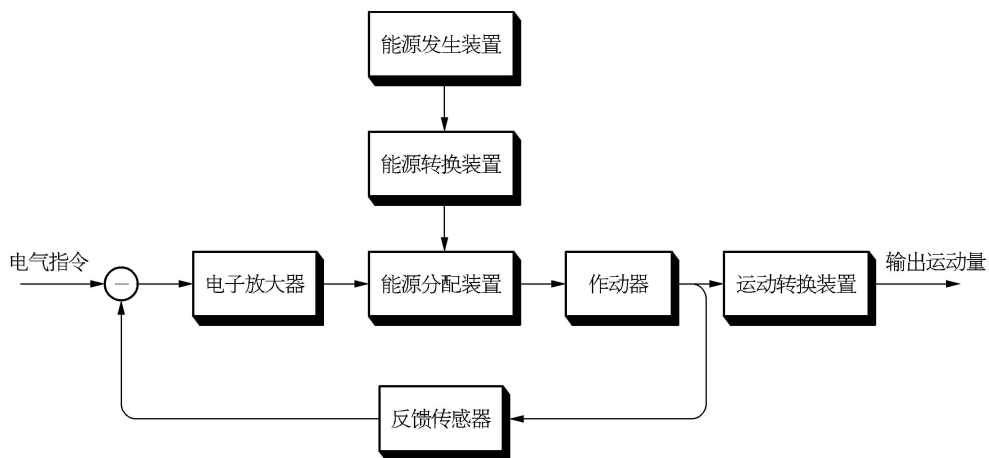 能源发生装置
能源转换装置
电气指令
输出运动量
－
电子放大器
能源分配装置
作动器
运动转换装置
反馈传感器